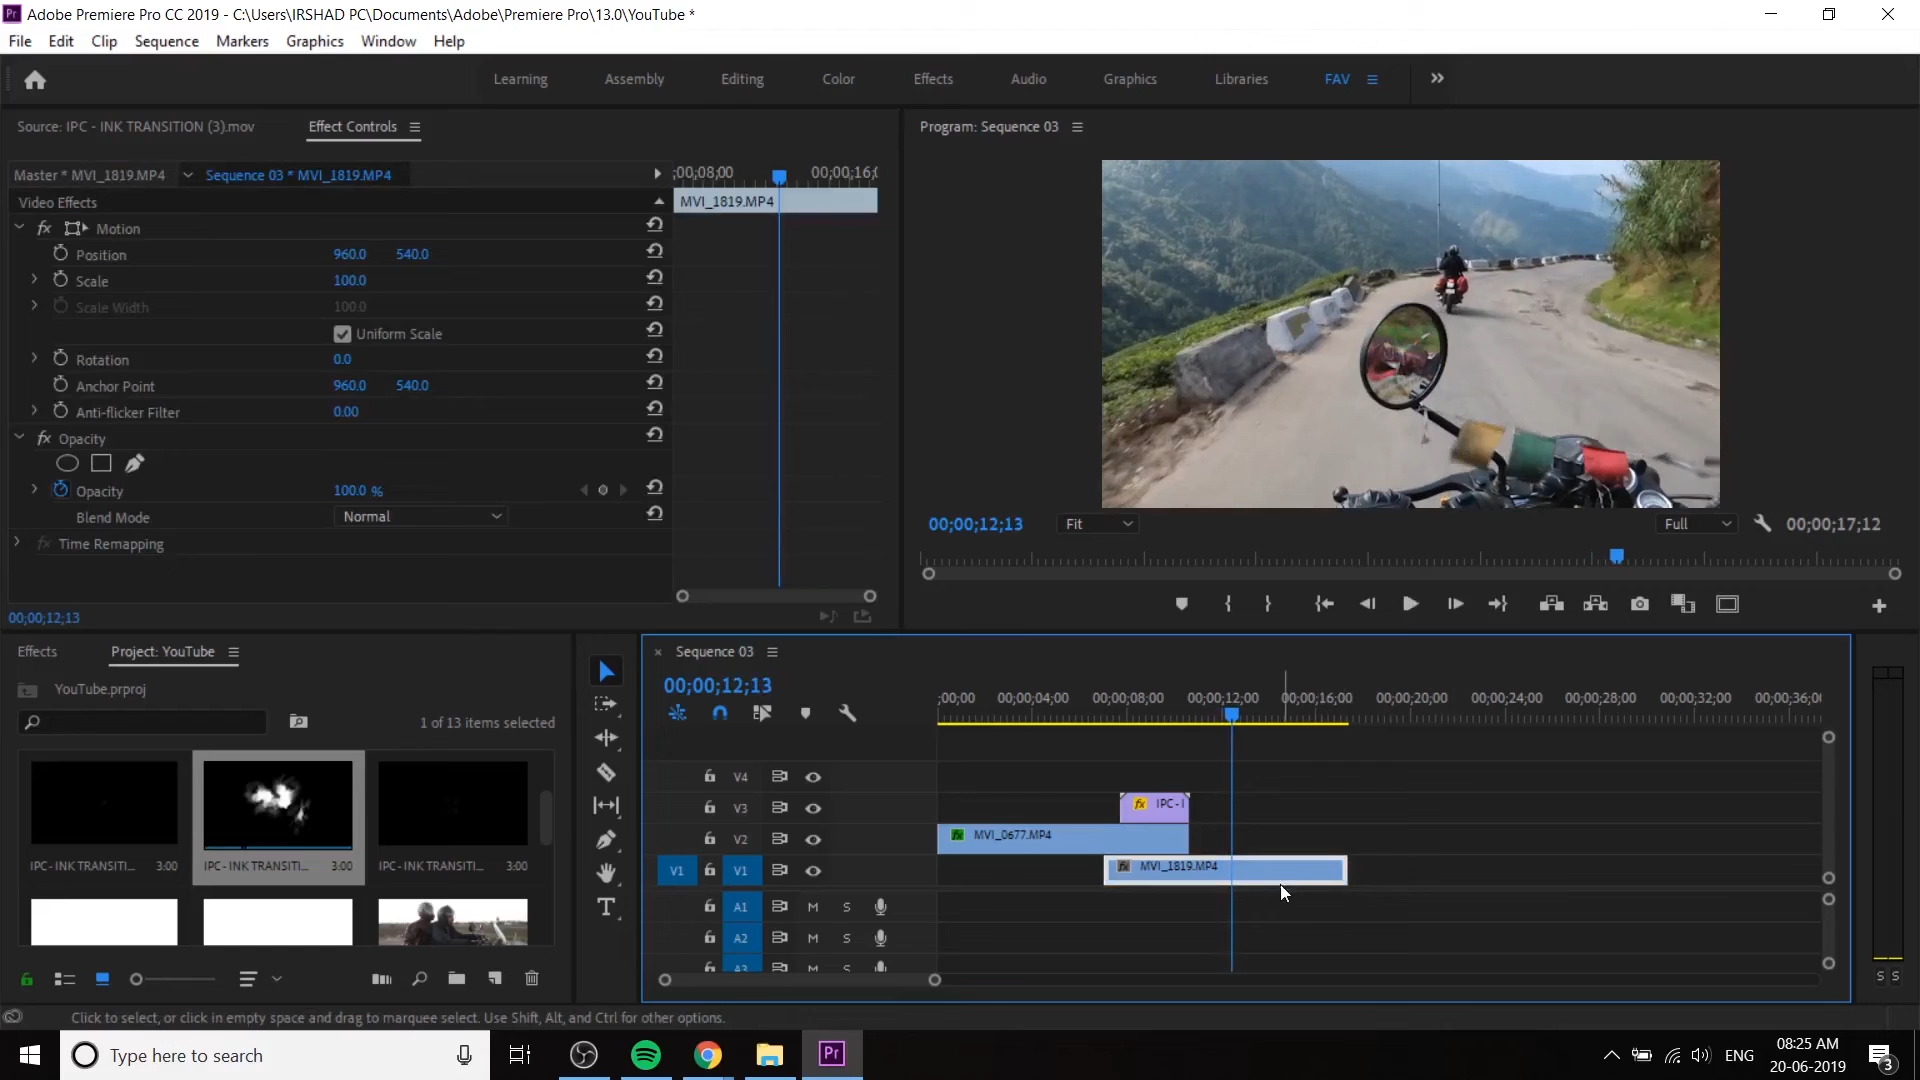 Adobe Premiere Pro CC 2019 - C:\Users\IRSHAD PC\Documents\Adobe\Premiere Pro\13.0\YouTube *
File Edit Clip Sequence Markers Graphics Window Help
Learning Assembly Editing Color Effects Audio Graphics Libraries FAV
Source: IPC - INK TRANSITION (3).mov Effect Controls
Program: Sequence 03
Master * MVI_1819.MP4 Sequence 03 * MVI_1819.MP4
;00;08;00 00;00;16;(
Video Effects
MVI_1819.MP4
fx Motion
Position 960.0 540.0
Scale 100.0
Scale Width 100.0
Uniform Scale
Rotation 0.0
Anchor Point 960.0 540.0
Anti-flicker Filter 0.00
fx Opacity
Opacity 100.0 %
Blend Mode Normal
fx Time Remapping
00;00;12;13
00;00;12;13 Fit Full 00;00;17;12
Effects Project: YouTube
YouTube.prproj
1 of 13 items selected
IPC - INK TRANSITI... 3:00 IPC - INK TRANSITI... 3:00 IPC - INK TRANSITI... 3:00
Sequence 03
00;00;12;13
;00;00 00;00;04;00 00;00;08;00 00;00;12;00 00;00;16;00 00;00;20;00 00;00;24;00 00;00;28;00 00;00;32;00 00;00;36;0
V4
V3 fx IPC - I
V2 fx MVI_0677.MP4
V1 V1 fx MVI_1819.MP4
A1 M S
A2 M S
A3 M S
S S
Click to select, or click in empty space and drag to marquee select. Use Shift, Alt, and Ctrl for other options.
Type here to search
Pr
ENG
08:25 AM
20-06-2019
3